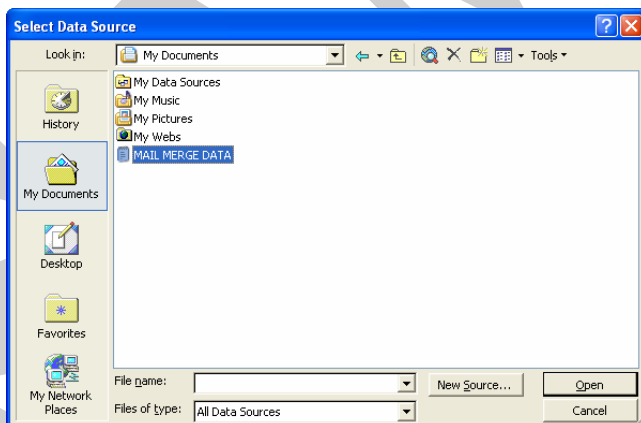 Select Data Source
Look in: My Documents Tools
My Data Sources
My Music
My Pictures
My Webs
MAIL MERGE DATA
History
My Documents
Desktop
Favorites
My Network
Places
File name: New Source... Open
Files of type: All Data Sources Cancel